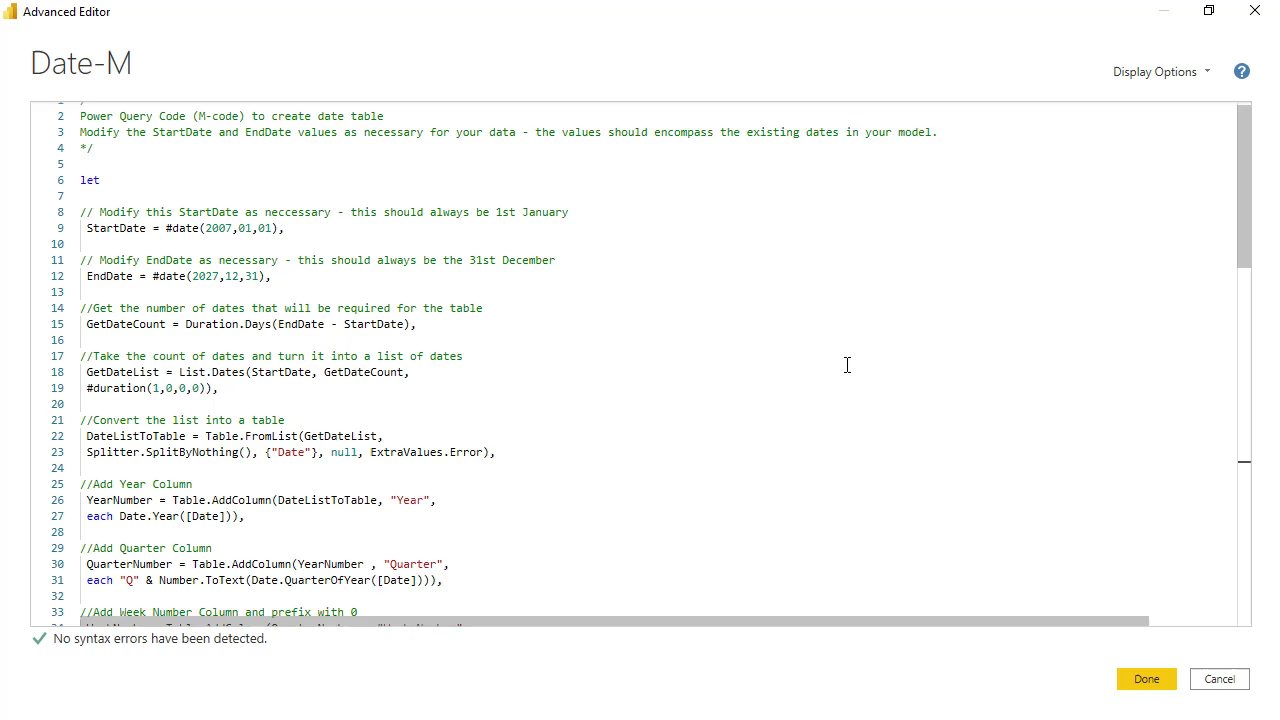 Advanced Editor
Date-M
Display Options
?
1 /
2 Power Query Code (M-code) to create date table
3 Modify the StartDate and EndDate values as necessary for your data - the values should encompass the existing dates in your model.
4 */
5
6 let
7
8 // Modify this StartDate as neccessary - this should always be 1st January
9 StartDate = #date(2007,01,01),
10
11 // Modify EndDate as necessary - this should always be the 31st December
12 EndDate = #date(2027,12,31),
13
14 //Get the number of dates that will be required for the table
15 GetDateCount = Duration.Days(EndDate - StartDate),
16
17 //Take the count of dates and turn it into a list of dates
18 GetDateList = List.Dates(StartDate, GetDateCount,
19 #duration(1,0,0,0)),
20
21 //Convert the list into a table
22 DateListToTable = Table.FromList(GetDateList,
23 Splitter.SplitByNothing(), {"Date"}, null, ExtraValues.Error),
24
25 //Add Year Column
26 YearNumber = Table.AddColumn(DateListToTable, "Year",
27 each Date.Year([Date])),
28
29 //Add Quarter Column
30 QuarterNumber = Table.AddColumn(YearNumber , "Quarter",
31 each "Q" & Number.ToText(Date.QuarterOfYear([Date]))),
32
33 //Add Week Number Column and prefix with 0
No syntax errors have been detected.
Done
Cancel